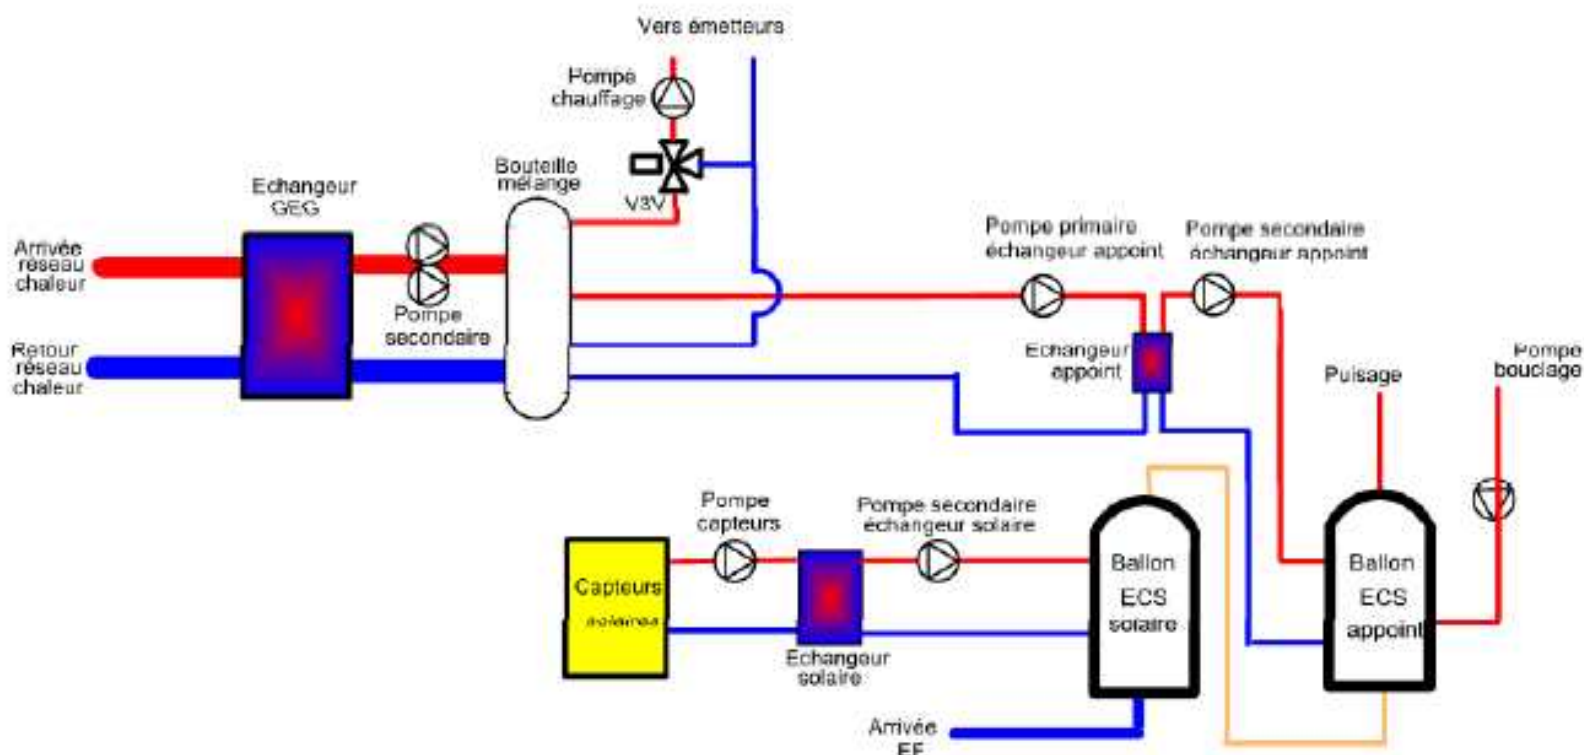 Vers émetteurs
Pompe
chauffage
Bouteille
mélange
V3V
Echangeur
GEG
Arrivée
réseau
chaleur
Pompe
secondaire
Retour
réseau
chaleur
Pompe primaire
échangeur appoint
Pompe secondaire
échangeur appoint
Echangeur
appoint
Puisage
Pompe
bouclage
Pompe
capteurs
Pompe secondaire
échangeur solaire
Capteurs
solaires
Echangeur
solaire
Ballon
ECS
solaire
Ballon
ECS
appoint
Arrivée
EF